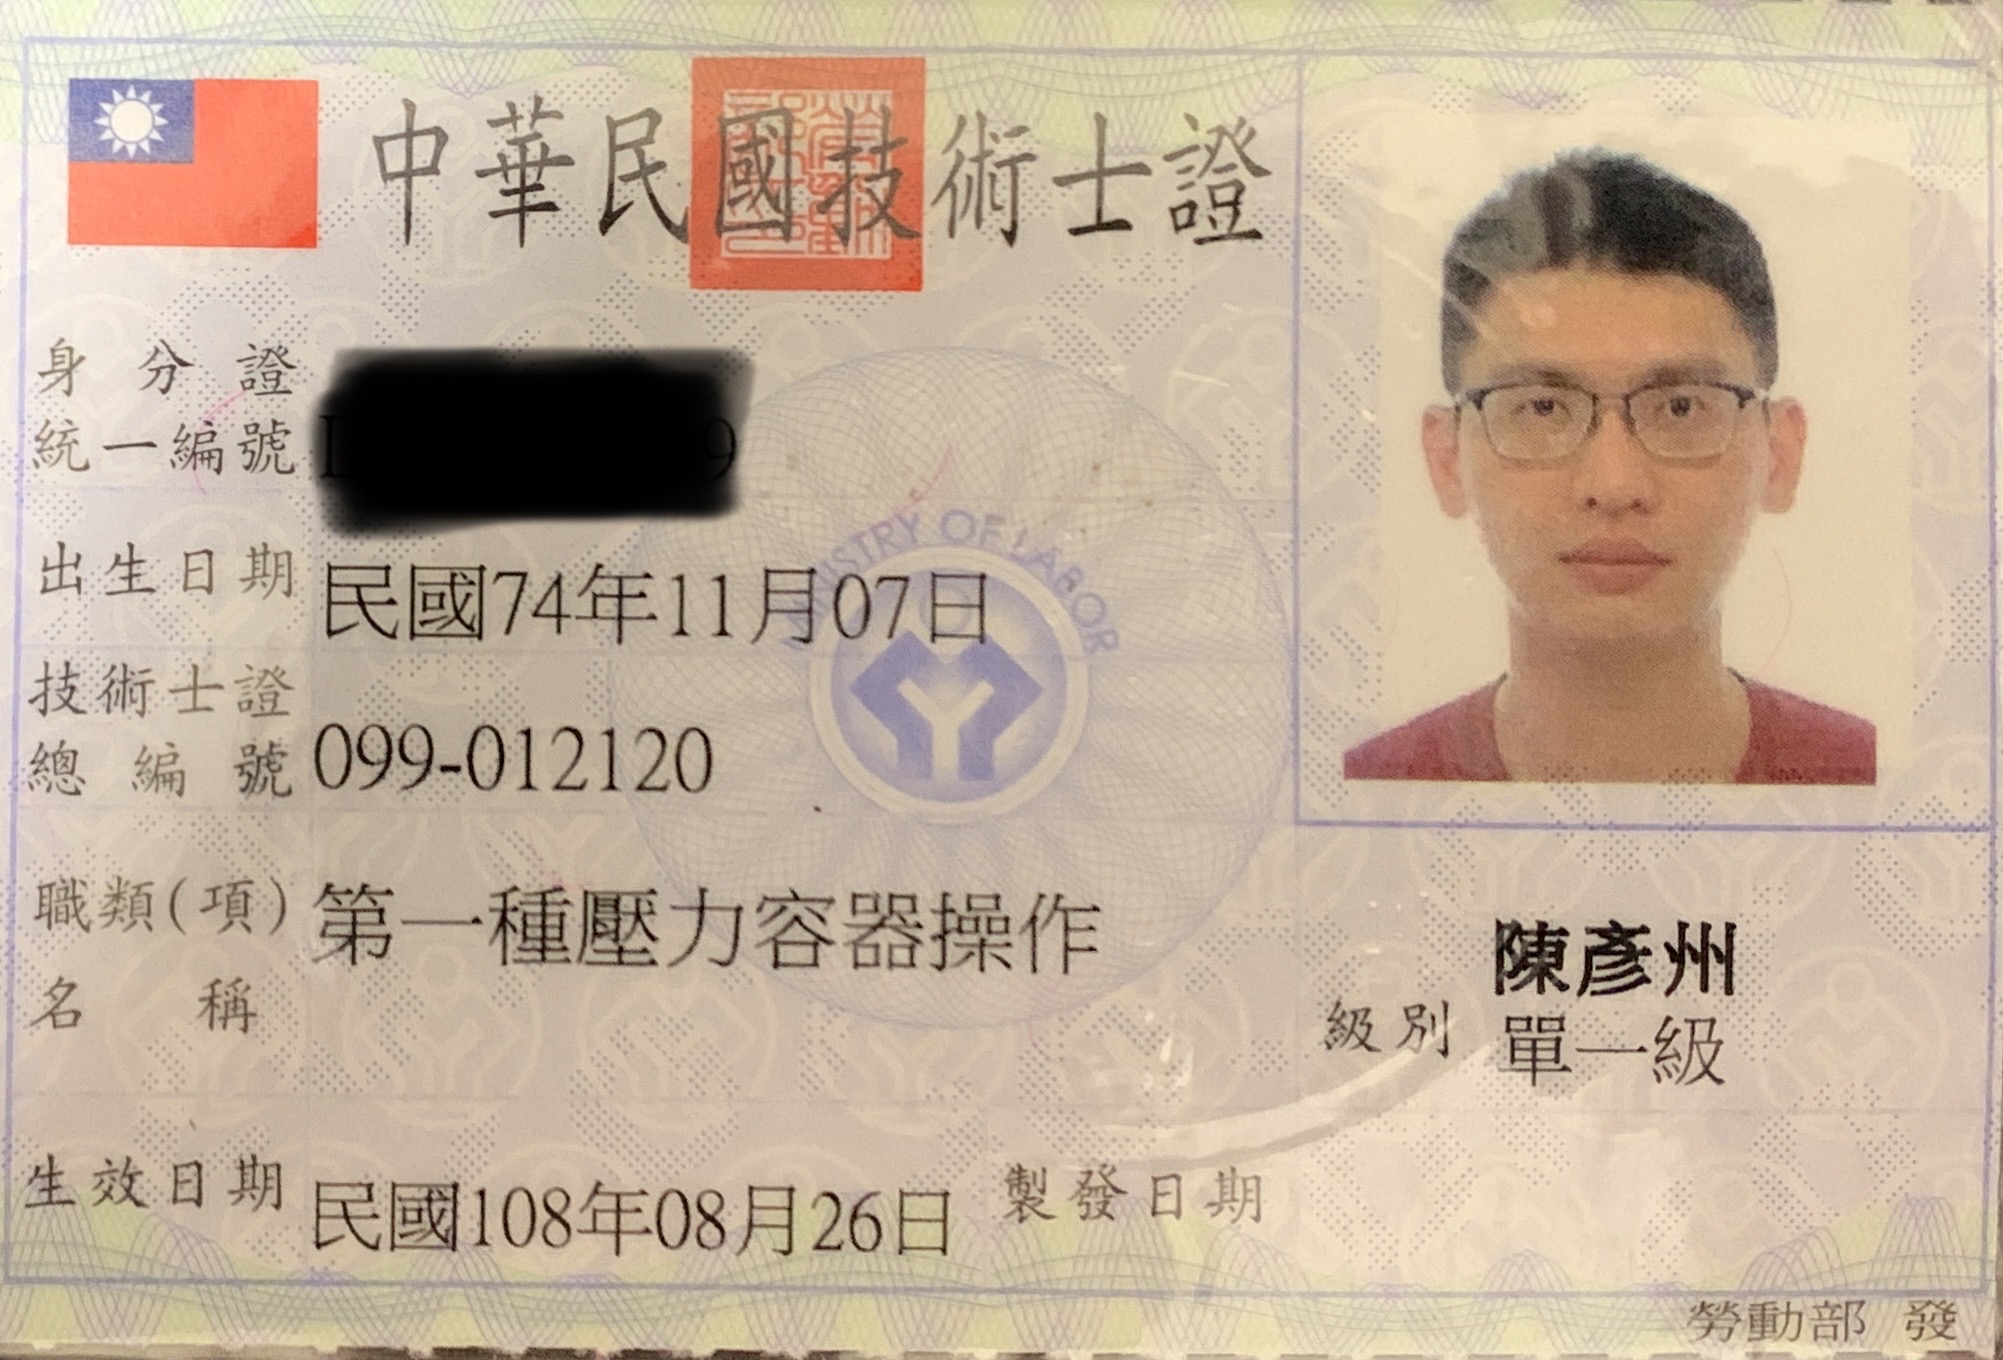 中華民國技術士證
身分證
統一編號
出生日期 民國74年11月07日
MINISTRY OF LABOR
技術士證
總編號 099-012120
職類(項) 第一種壓力容器操作
名稱
陳彥州
級別 單一級
生效日期 民國108年08月26日 製發日期
勞動部 發